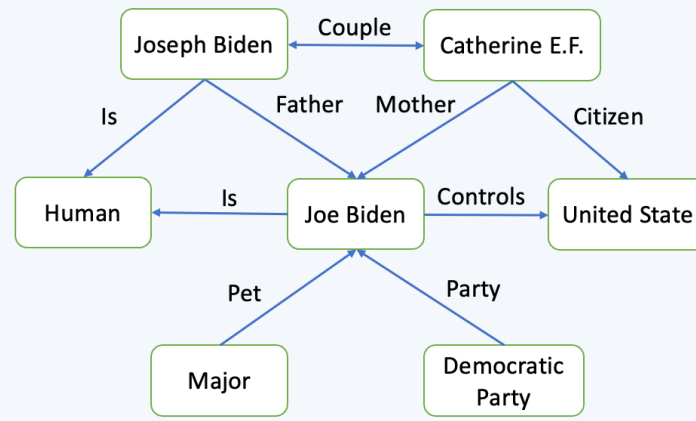 Couple
Joseph Biden
Catherine E.F.
Is
Father
Mother
Citizen
Human
Is
Joe Biden
Controls
United State
Pet
Party
Major
Democratic
Party